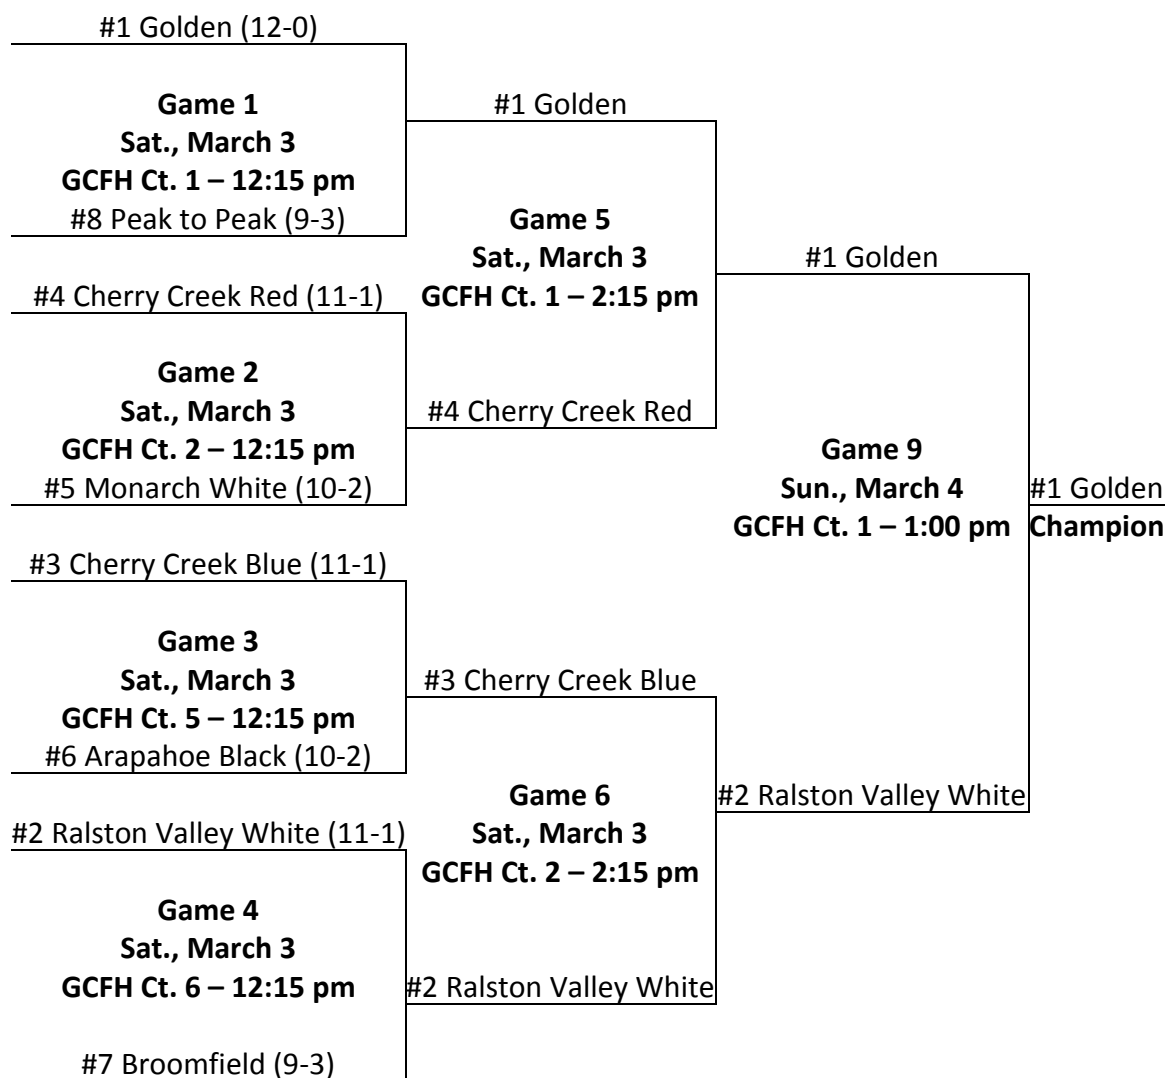 #1 Golden (12-0)
Game 1
Sat., March 3
GCFH Ct. 1 – 12:15 pm
#8 Peak to Peak (9-3)
#4 Cherry Creek Red (11-1)
Game 2
Sat., March 3
GCFH Ct. 2 – 12:15 pm
#5 Monarch White (10-2)
#3 Cherry Creek Blue (11-1)
Game 3
Sat., March 3
GCFH Ct. 5 – 12:15 pm
#6 Arapahoe Black (10-2)
#2 Ralston Valley White (11-1)
Game 4
Sat., March 3
GCFH Ct. 6 – 12:15 pm
#7 Broomfield (9-3)
#1 Golden
Game 5
Sat., March 3
GCFH Ct. 1 – 2:15 pm
#4 Cherry Creek Red
#3 Cherry Creek Blue
Game 6
Sat., March 3
GCFH Ct. 2 – 2:15 pm
#2 Ralston Valley White
#1 Golden
Game 9
Sun., March 4
GCFH Ct. 1 – 1:00 pm
#2 Ralston Valley White
#1 Golden
Champion